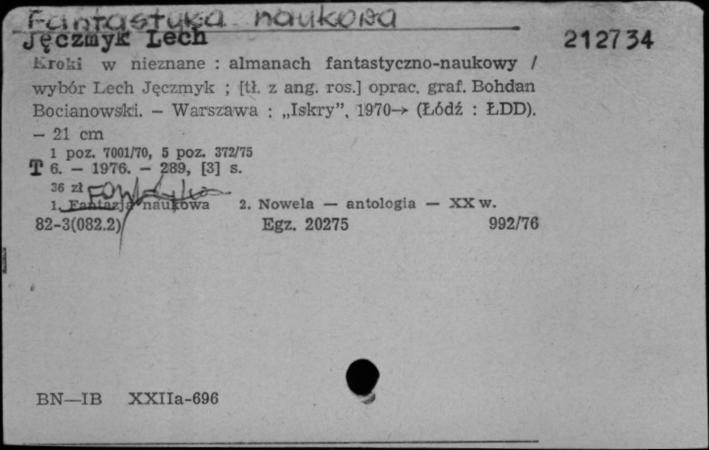 Fantastyka naukowa
Jęczmyk Lech 212734
Kroki w nieznane : almanach fantastyczno-naukowy /
wybór Lech Jęczmyk ; [tł. z ang. ros.] oprac. graf. Bohdan
Bocianowski. — Warszawa : „Iskry”, 1970→ (Łódź : ŁDD).
— 21 cm
1 poz. 7001/70, 5 poz. 372/75
T 6. — 1976. — 289, [3] s.
36 zł Fantastyka
1. Fantazja naukowa 2. Nowela — antologia — XX w.
82-3(082.2) Egz. 20275 992/76
BN—IB XXIIa-696